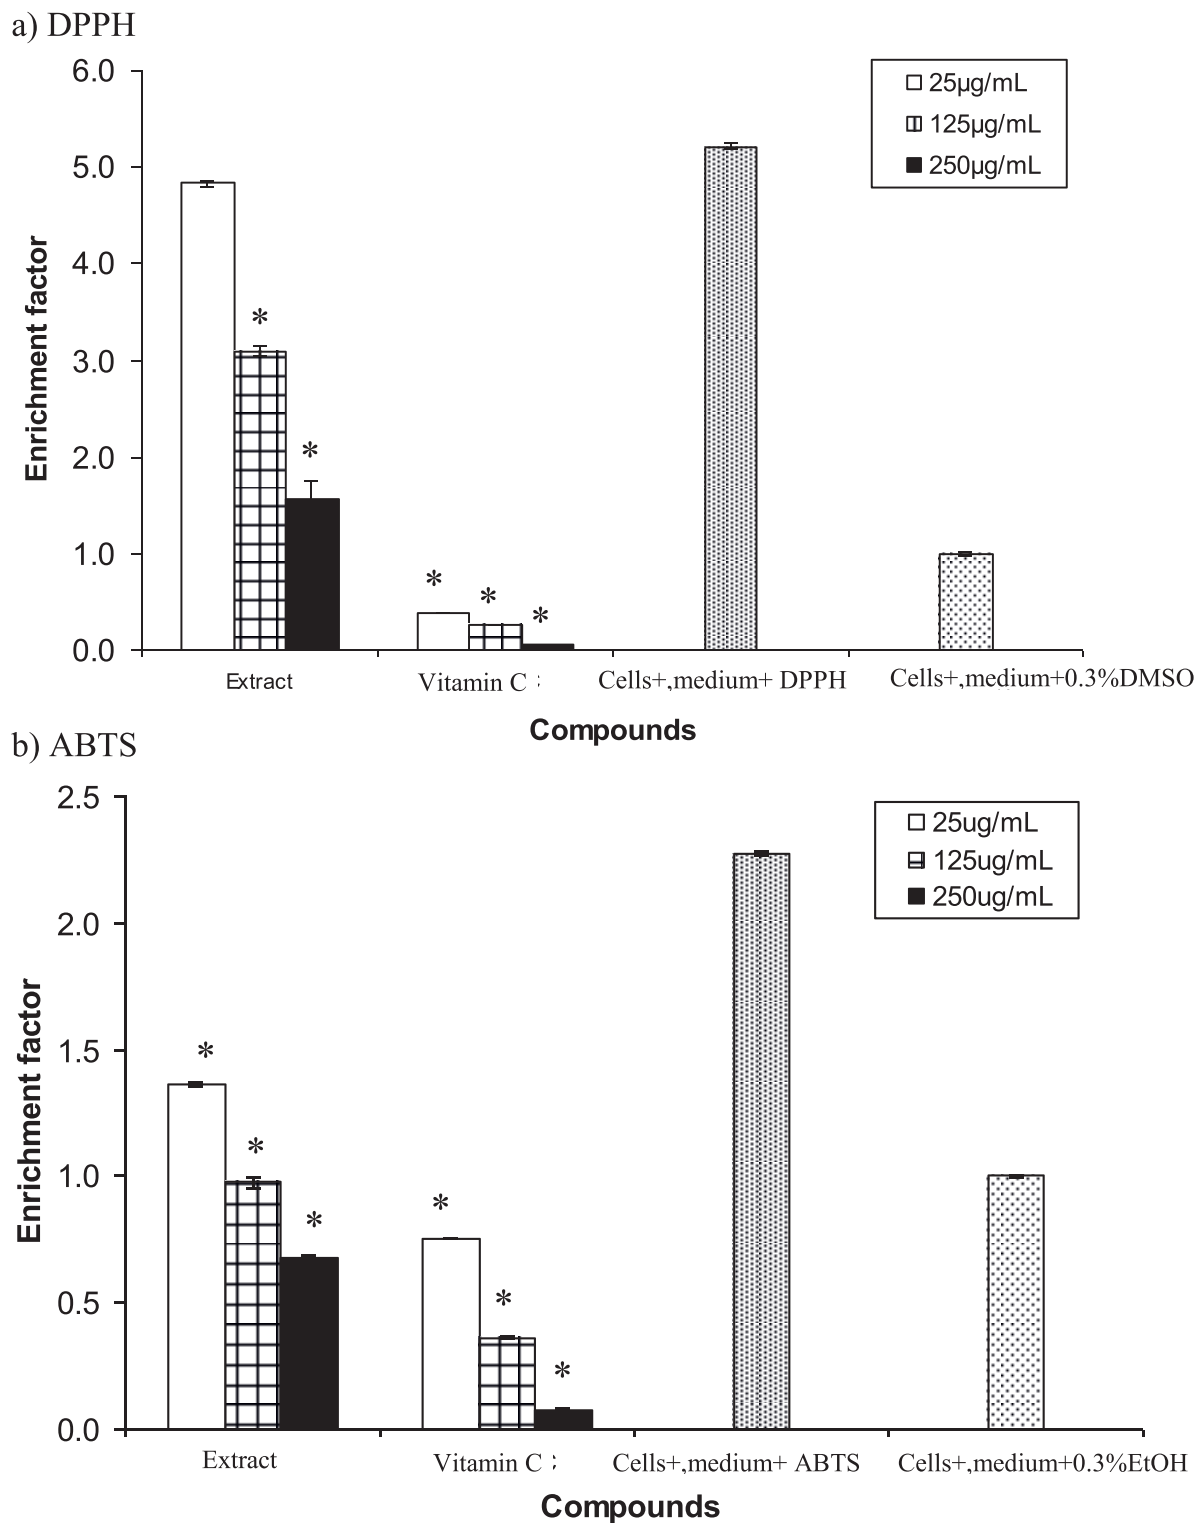 a) DPPH
6.0
5.0
4.0
3.0
2.0
1.0
0.0
Enrichment factor
25µg/mL
125µg/mL
250µg/mL
*
*
*
*
*
Extract
Vitamin C :
Cells+,medium+ DPPH
Cells+,medium+0.3%DMSO
Compounds
b) ABTS
2.5
2.0
1.5
1.0
0.5
0.0
Enrichment factor
25ug/mL
125ug/mL
250ug/mL
*
*
*
*
*
*
Extract
Vitamin C :
Cells+,medium+ ABTS
Cells+,medium+0.3%EtOH
Compounds